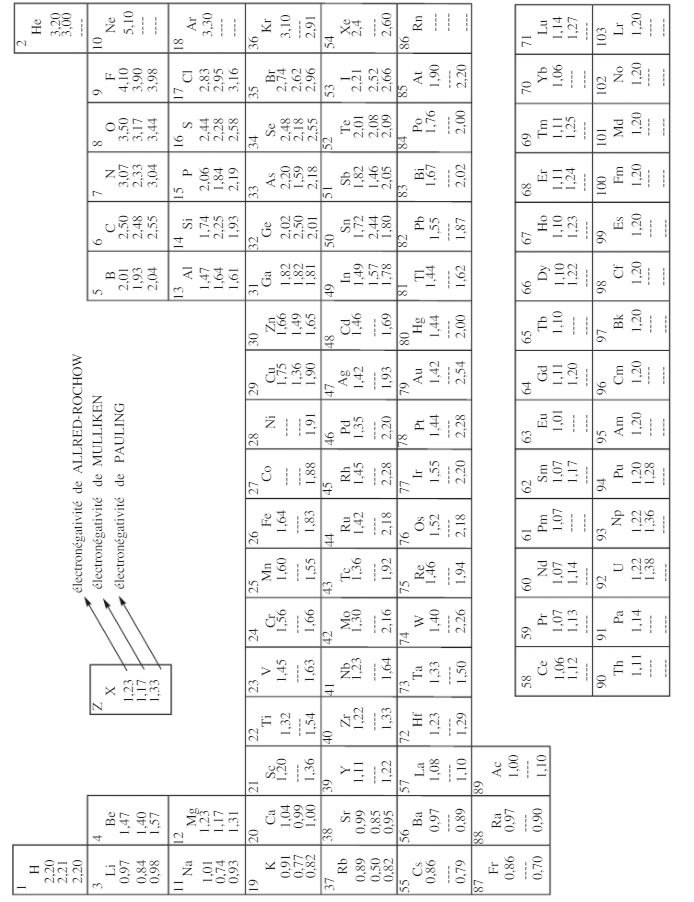 1 2
H He
2,20 3,20
2,21 3,00
2,20 ----
électronégativité de ALLRED-ROCHOW
électronégativité de MULLIKEN
électronégativité de PAULING
Z
X
1,23
1,17
1,33
3 4 5 6 7 8 9 10
Li Be B C N O F Ne
0,97 1,47 2,01 2,50 3,07 3,50 4,10 5,10
0,84 1,40 1,93 2,48 2,33 3,17 3,90 ----
0,98 1,57 2,04 2,55 3,04 3,44 3,98 ----
11 12 13 14 15 16 17 18
Na Mg Al Si P S Cl Ar
1,01 1,23 1,47 1,74 2,06 2,44 2,83 3,30
0,74 1,17 1,64 2,25 1,84 2,28 2,95 ----
0,93 1,31 1,61 1,93 2,19 2,58 3,16 ----
19 20 21 22 23 24 25 26 27 28 29 30 31 32 33 34 35 36
K Ca Sc Ti V Cr Mn Fe Co Ni Cu Zn Ga Ge As Se Br Kr
0,91 1,04 1,20 1,32 1,45 1,56 1,60 1,64 ---- ---- 1,75 1,66 1,82 2,02 2,20 2,48 2,74 3,10
0,77 0,99 ---- ---- ---- ---- ---- ---- ---- ---- 1,36 1,49 1,82 2,50 1,59 2,18 2,62 ----
0,82 1,00 1,36 1,54 1,63 1,66 1,55 1,83 1,88 1,91 1,90 1,65 1,81 2,01 2,18 2,55 2,96 2,91
37 38 39 40 41 42 43 44 45 46 47 48 49 50 51 52 53 54
Rb Sr Y Zr Nb Mo Tc Ru Rh Pd Ag Cd In Sn Sb Te I Xe
0,89 0,99 1,11 1,22 1,23 1,30 1,36 1,42 1,45 1,35 1,42 1,46 1,49 1,72 1,82 2,01 2,21 2,4
0,50 0,85 ---- ---- ---- ---- ---- ---- ---- ---- ---- ---- 1,57 2,44 1,46 2,08 2,52 ----
0,82 0,95 1,22 1,33 1,64 2,16 1,92 2,18 2,28 2,20 1,93 1,69 1,78 1,80 2,05 2,09 2,66 2,60
55 56 57 72 73 74 75 76 77 78 79 80 81 82 83 84 85 86
Cs Ba La Hf Ta W Re Os Ir Pt Au Hg Tl Pb Bi Po At Rn
0,86 0,97 1,08 1,23 1,33 1,40 1,46 1,52 1,55 1,44 1,42 1,44 1,44 1,55 1,67 1,76 1,90 ----
---- ---- ---- ---- ---- ---- ---- ---- ---- ---- ---- ---- ---- ---- ---- ---- ---- ----
0,79 0,89 1,10 1,29 1,50 2,26 1,94 2,18 2,20 2,28 2,54 2,00 1,62 1,87 2,02 2,00 2,20 ----
87 88 89
Fr Ra Ac
0,86 0,97 1,00
---- ---- ----
0,70 0,90 1,10
58 59 60 61 62 63 64 65 66 67 68 69 70 71
Ce Pr Nd Pm Sm Eu Gd Tb Dy Ho Er Tm Yb Lu
1,06 1,07 1,07 1,07 1,07 1,01 1,11 1,10 1,10 1,10 1,11 1,11 1,06 1,14
1,12 1,13 1,14 ---- 1,17 ---- 1,20 ---- 1,22 1,23 1,24 1,25 ---- 1,27
---- ---- ---- ---- ---- ---- ---- ---- ---- ---- ---- ---- ---- ----
90 91 92 93 94 95 96 97 98 99 100 101 102 103
Th Pa U Np Pu Am Cm Bk Cf Es Fm Md No Lr
1,11 1,14 1,22 1,22 1,20 1,20 1,20 1,20 1,20 1,20 1,20 1,20 1,20 1,20
---- ---- 1,38 1,36 1,28 ---- ---- ---- ---- ---- ---- ---- ---- ----
---- ---- ---- ---- ---- ---- ---- ---- ---- ---- ---- ---- ---- ----